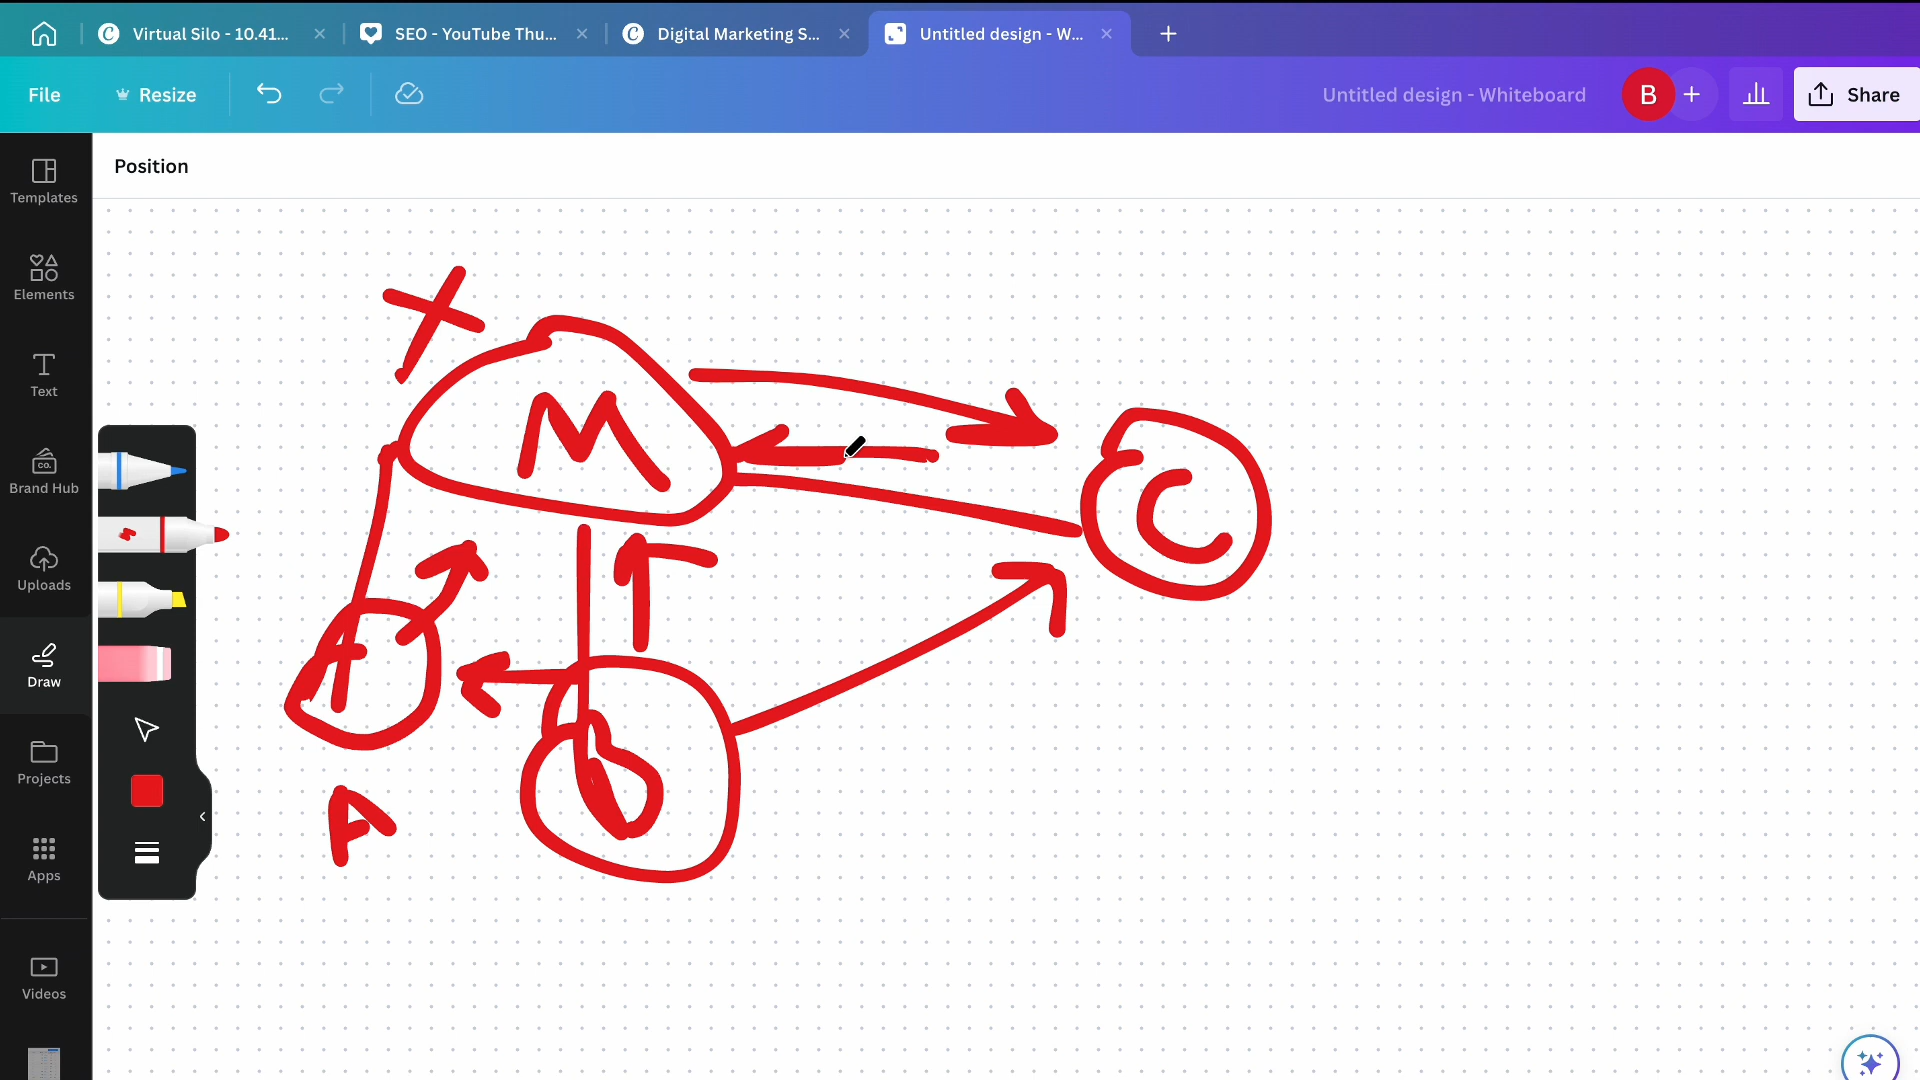 Virtual Silo - 10.41...
SEO - YouTube Thu...
Digital Marketing S...
Untitled design - W...
File
Resize
Untitled design - Whiteboard
B
Share
Position
Templates
Elements
Text
CO.
Brand Hub
Uploads
Draw
Projects
Apps
Videos
X
M
C
A
b
A